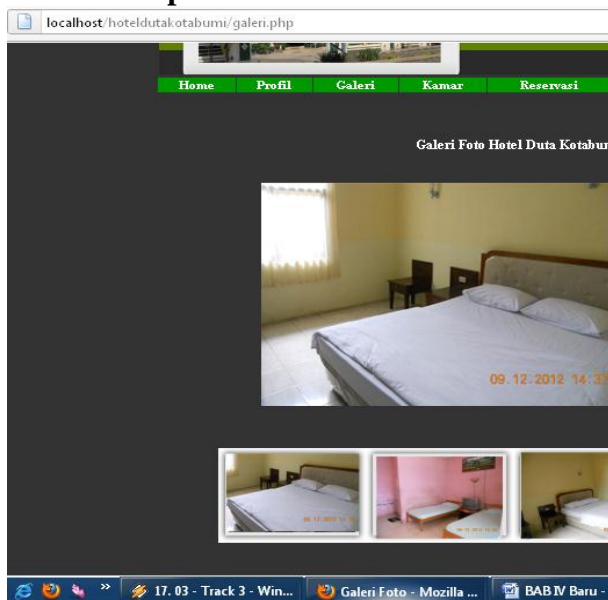 localhost/hoteldutakotabumi/galeri.php
Home Profil Galeri Kamar Reservasi
Galeri Foto Hotel Duta Kotabu
09.12.2012 14:3
17. 03 - Track 3 - Win...
Galeri Foto - Mozilla ...
BAB IV Baru -